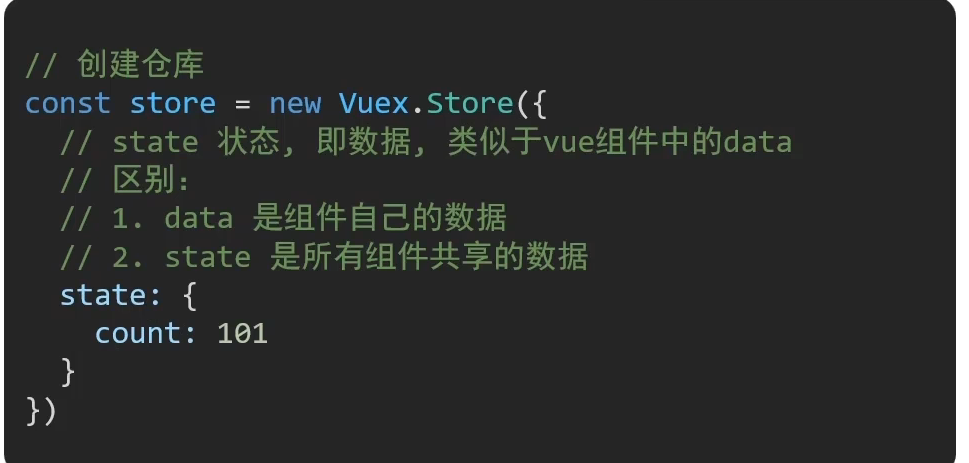 // 创建仓库
const store = new Vuex.Store({
  // state 状态, 即数据, 类似于vue组件中的data
  // 区别:
  // 1. data 是组件自己的数据
  // 2. state 是所有组件共享的数据
  state: {
    count: 101
  }
})